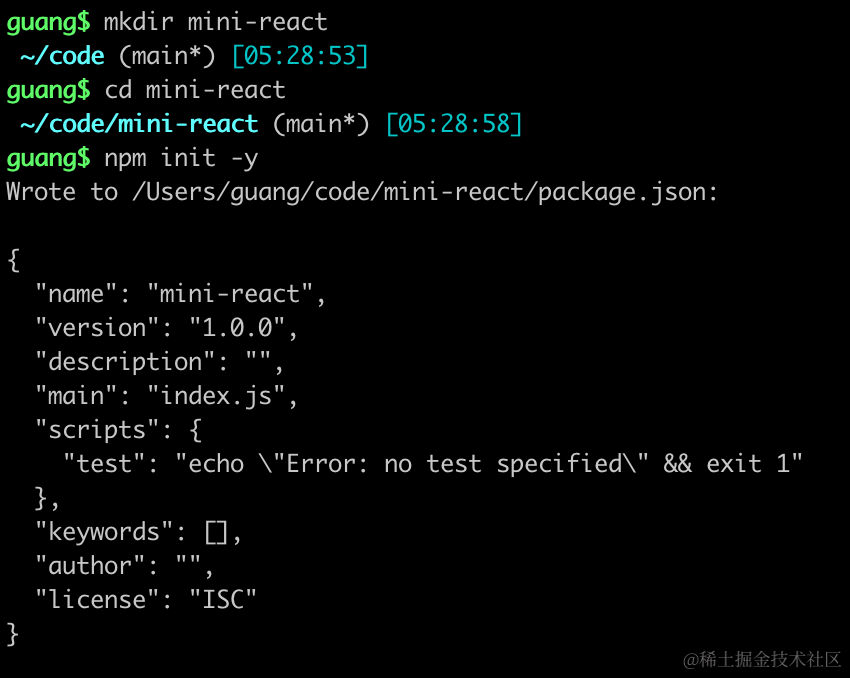 guang$ mkdir mini-react
~/code (main*) [05:28:53]
guang$ cd mini-react
~/code/mini-react (main*) [05:28:58]
guang$ npm init -y
Wrote to /Users/guang/code/mini-react/package.json:
{
  "name": "mini-react",
  "version": "1.0.0",
  "description": "",
  "main": "index.js",
  "scripts": {
    "test": "echo \"Error: no test specified\" && exit 1"
  },
  "keywords": [],
  "author": "",
  "license": "ISC"
}
@稀土掘金技术社区